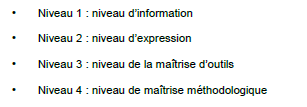 • Niveau 1 : niveau d'information
• Niveau 2 : niveau d'expression
• Niveau 3 : niveau de la maîtrise d'outils
• Niveau 4 : niveau de maîtrise méthodologique